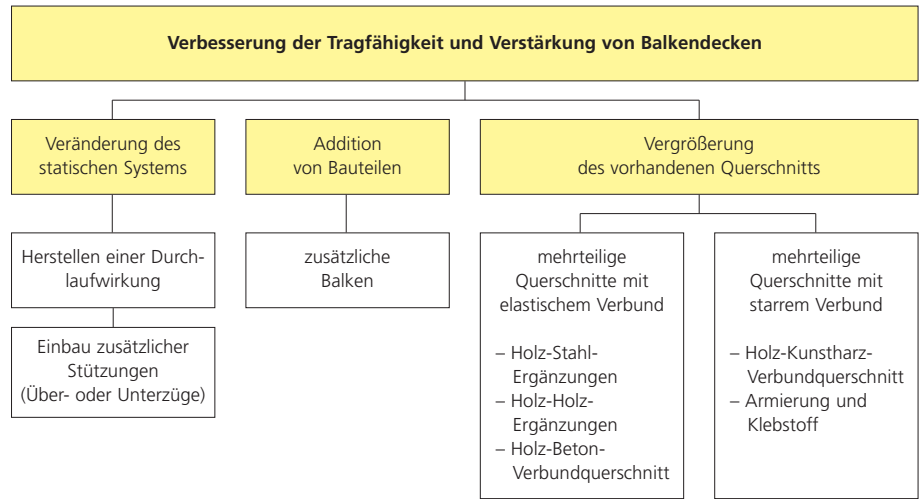 Verbesserung der Tragfähigkeit und Verstärkung von Balkendecken
Veränderung des
statischen Systems
Addition
von Bauteilen
Vergrößerung
des vorhandenen Querschnitts
Herstellen einer Durch-
laufwirkung
zusätzliche
Balken
mehrteilige
Querschnitte mit
elastischem Verbund
– Holz-Stahl-
Ergänzungen
– Holz-Holz-
Ergänzungen
– Holz-Beton-
Verbundquerschnitt
mehrteilige
Querschnitte mit
starrem Verbund
– Holz-Kunstharz-
Verbundquerschnitt
– Armierung und
Klebstoff
Einbau zusätzlicher
Stützungen
(Über- oder Unterzüge)